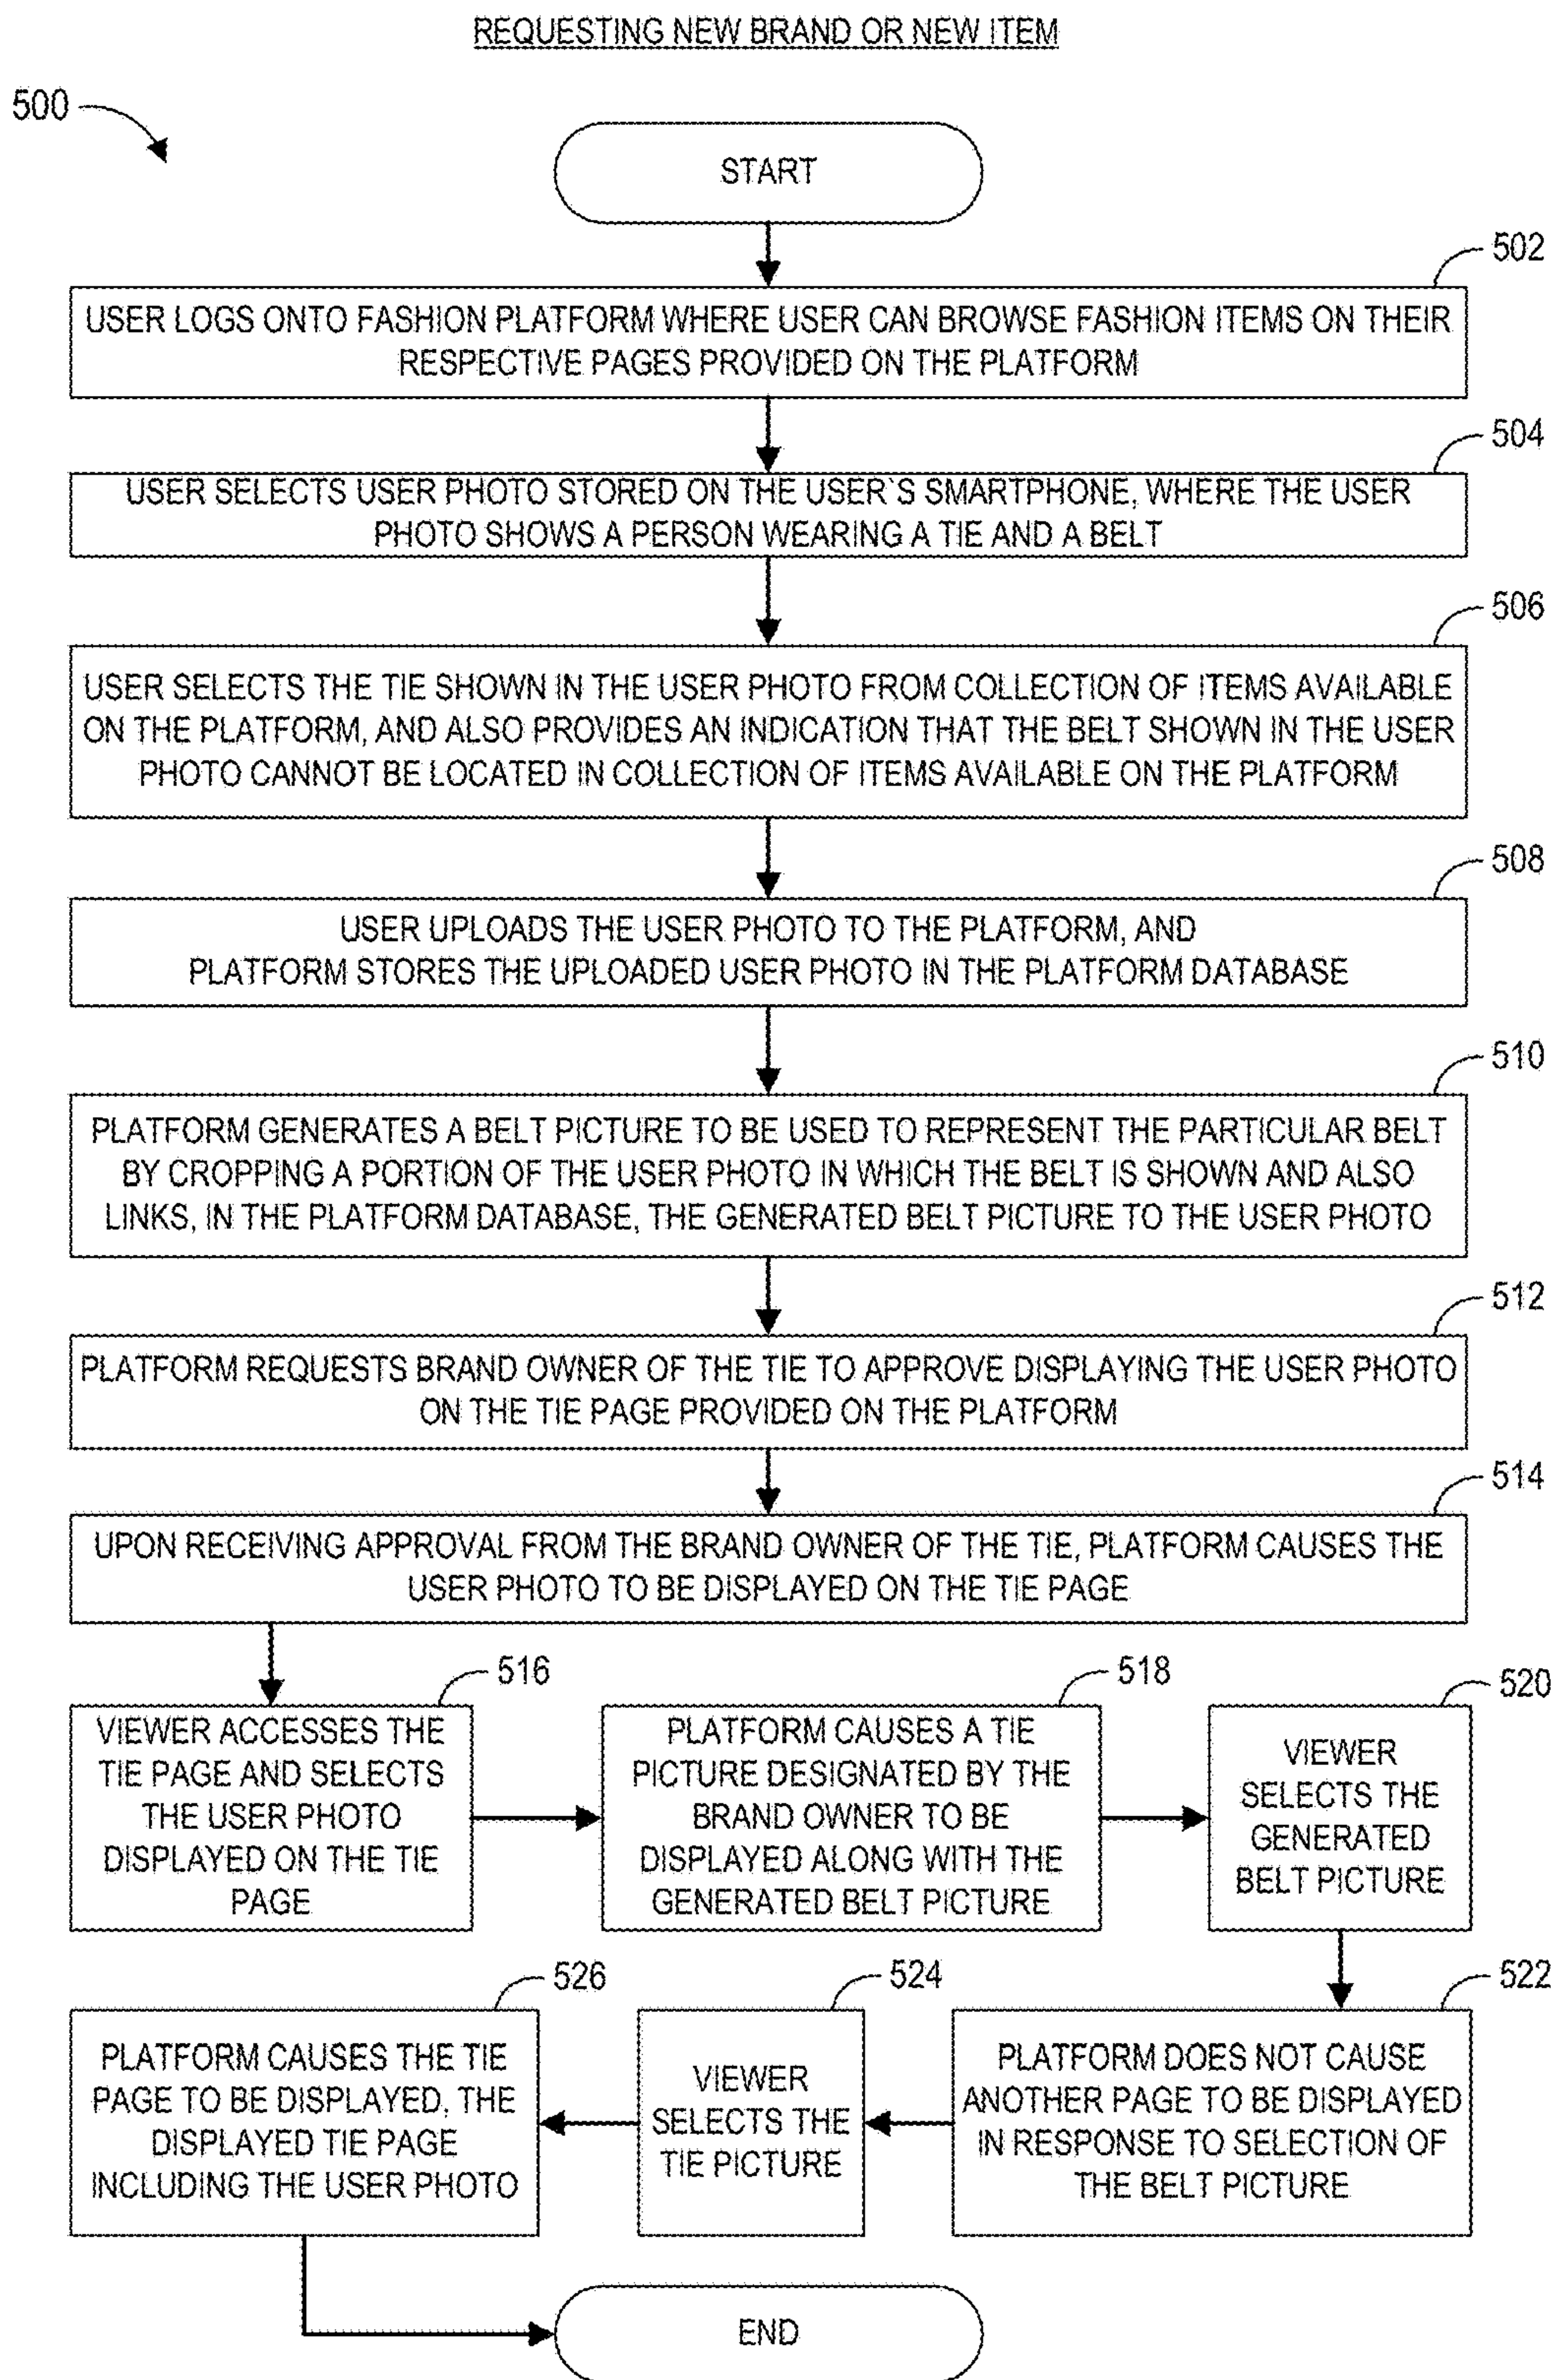 REQUESTING NEW BRAND OR NEW ITEM
500
START
502
USER LOGS ONTO FASHION PLATFORM WHERE USER CAN BROWSE FASHION ITEMS ON THEIR
RESPECTIVE PAGES PROVIDED ON THE PLATFORM
504
USER SELECTS USER PHOTO STORED ON THE USER`S SMARTPHONE, WHERE THE USER
PHOTO SHOWS A PERSON WEARING A TIE AND A BELT
506
USER SELECTS THE TIE SHOWN IN THE USER PHOTO FROM COLLECTION OF ITEMS AVAILABLE
ON THE PLATFORM, AND ALSO PROVIDES AN INDICATION THAT THE BELT SHOWN IN THE USER
PHOTO CANNOT BE LOCATED IN COLLECTION OF ITEMS AVAILABLE ON THE PLATFORM
508
USER UPLOADS THE USER PHOTO TO THE PLATFORM, AND
PLATFORM STORES THE UPLOADED USER PHOTO IN THE PLATFORM DATABASE
510
PLATFORM GENERATES A BELT PICTURE TO BE USED TO REPRESENT THE PARTICULAR BELT
BY CROPPING A PORTION OF THE USER PHOTO IN WHICH THE BELT IS SHOWN AND ALSO
LINKS, IN THE PLATFORM DATABASE, THE GENERATED BELT PICTURE TO THE USER PHOTO
512
PLATFORM REQUESTS BRAND OWNER OF THE TIE TO APPROVE DISPLAYING THE USER PHOTO
ON THE TIE PAGE PROVIDED ON THE PLATFORM
514
UPON RECEIVING APPROVAL FROM THE BRAND OWNER OF THE TIE, PLATFORM CAUSES THE
USER PHOTO TO BE DISPLAYED ON THE TIE PAGE
516
VIEWER ACCESSES THE
TIE PAGE AND SELECTS
THE USER PHOTO
DISPLAYED ON THE TIE
PAGE
518
PLATFORM CAUSES A TIE
PICTURE DESIGNATED BY THE
BRAND OWNER TO BE
DISPLAYED ALONG WITH THE
GENERATED BELT PICTURE
520
VIEWER
SELECTS THE
GENERATED
BELT PICTURE
522
PLATFORM DOES NOT CAUSE
ANOTHER PAGE TO BE DISPLAYED
IN RESPONSE TO SELECTION OF
THE BELT PICTURE
524
VIEWER
SELECTS THE
TIE PICTURE
526
PLATFORM CAUSES THE TIE
PAGE TO BE DISPLAYED, THE
DISPLAYED TIE PAGE
INCLUDING THE USER PHOTO
END